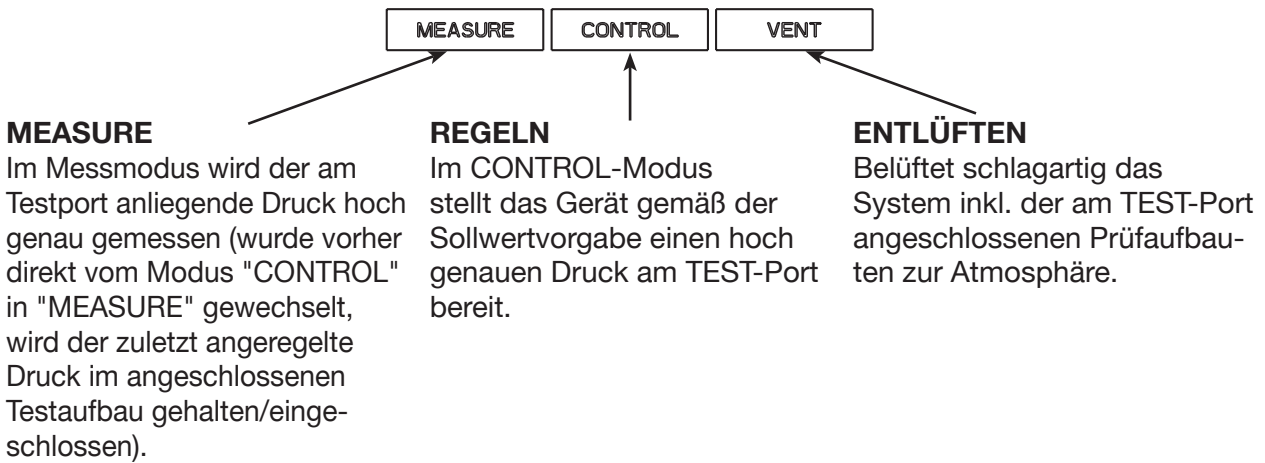 MEASURE CONTROL VENT
MEASURE
Im Messmodus wird der am
Testport anliegende Druck hoch
genau gemessen (wurde vorher
direkt vom Modus "CONTROL"
in "MEASURE" gewechselt,
wird der zuletzt angeregelte
Druck im angeschlossenen
Testaufbau gehalten/einge-
schlossen).
REGELN
Im CONTROL-Modus
stellt das Gerät gemäß der
Sollwertvorgabe einen hoch
genauen Druck am TEST-Port
bereit.
ENTLÜFTEN
Belüftet schlagartig das
System inkl. der am TEST-Port
angeschlossenen Prüfaufbau-
ten zur Atmosphäre.